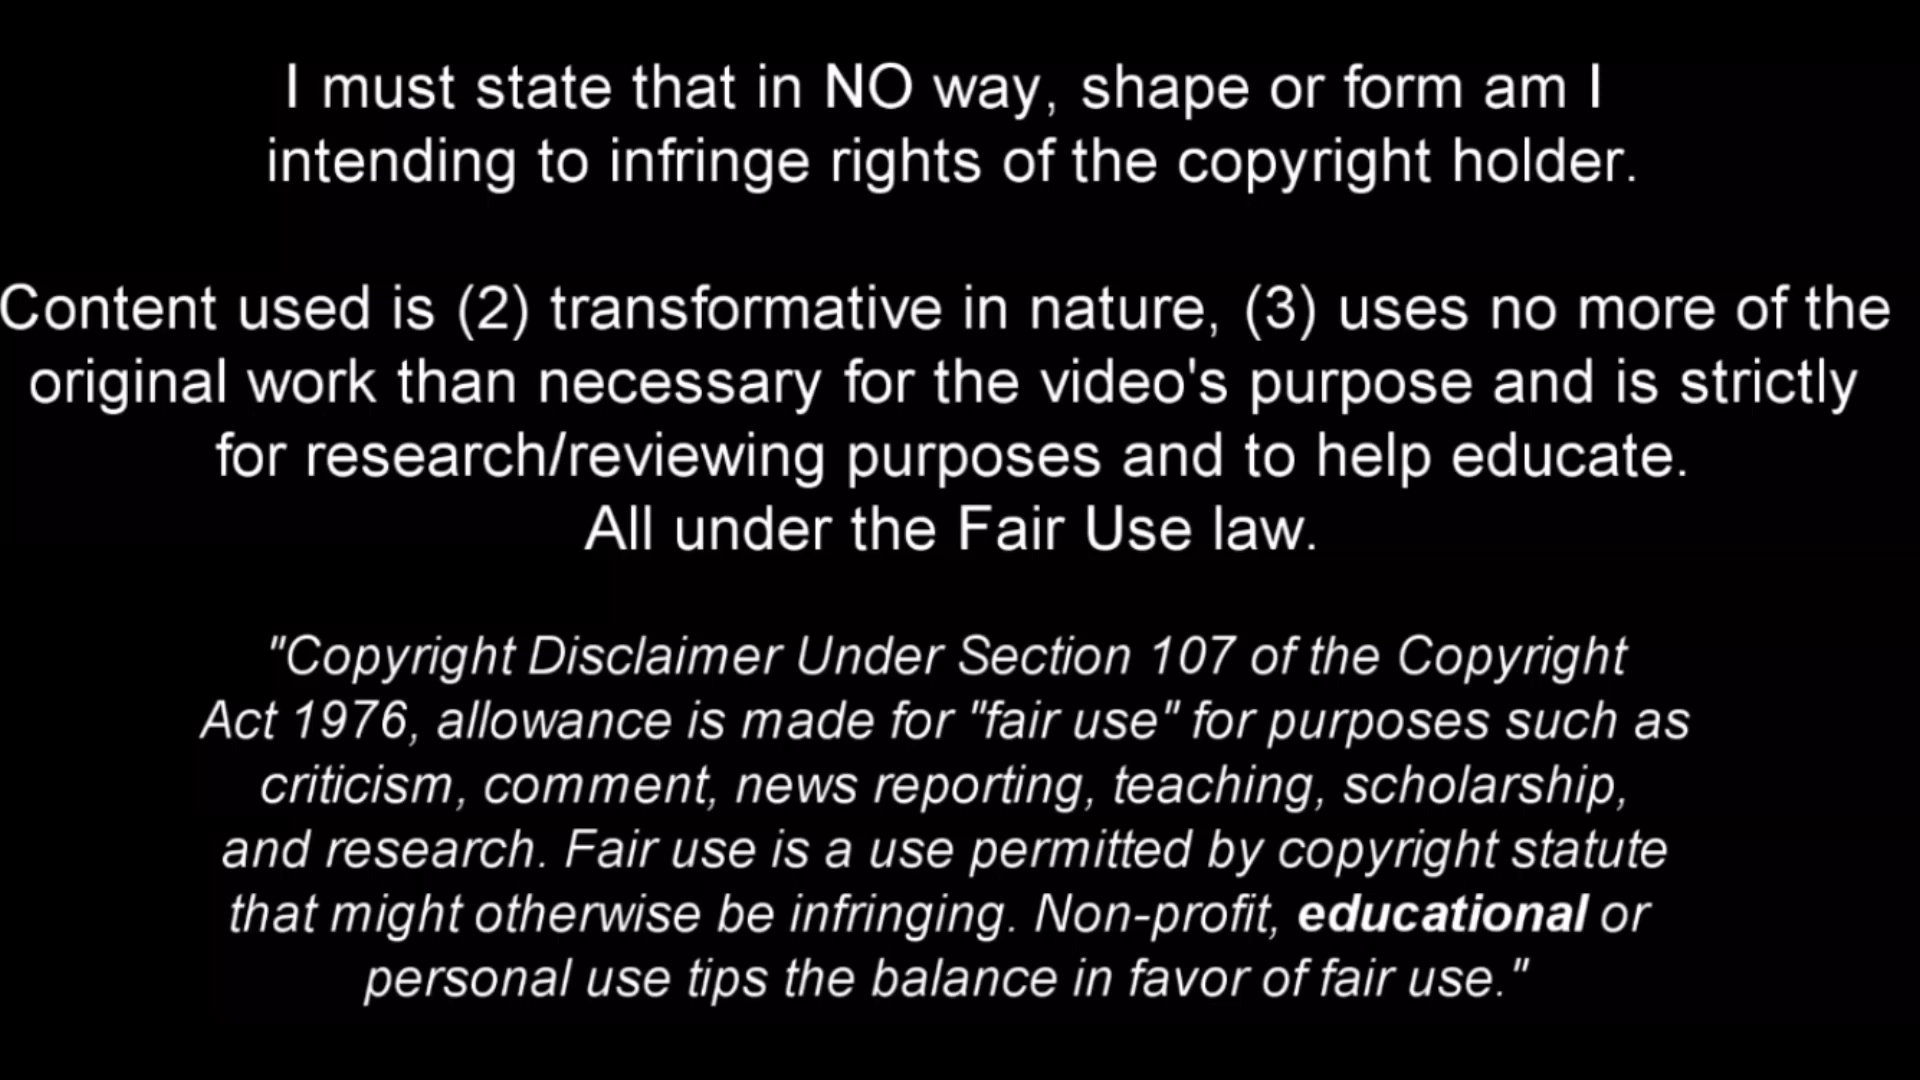 I must state that in NO way, shape or form am I
intending to infringe rights of the copyright holder.
Content used is (2) transformative in nature, (3) uses no more of the
original work than necessary for the video's purpose and is strictly
for research/reviewing purposes and to help educate.
All under the Fair Use law.
"Copyright Disclaimer Under Section 107 of the Copyright
Act 1976, allowance is made for "fair use" for purposes such as
criticism, comment, news reporting, teaching, scholarship,
and research. Fair use is a use permitted by copyright statute
that might otherwise be infringing. Non-profit, educational or
personal use tips the balance in favor of fair use."